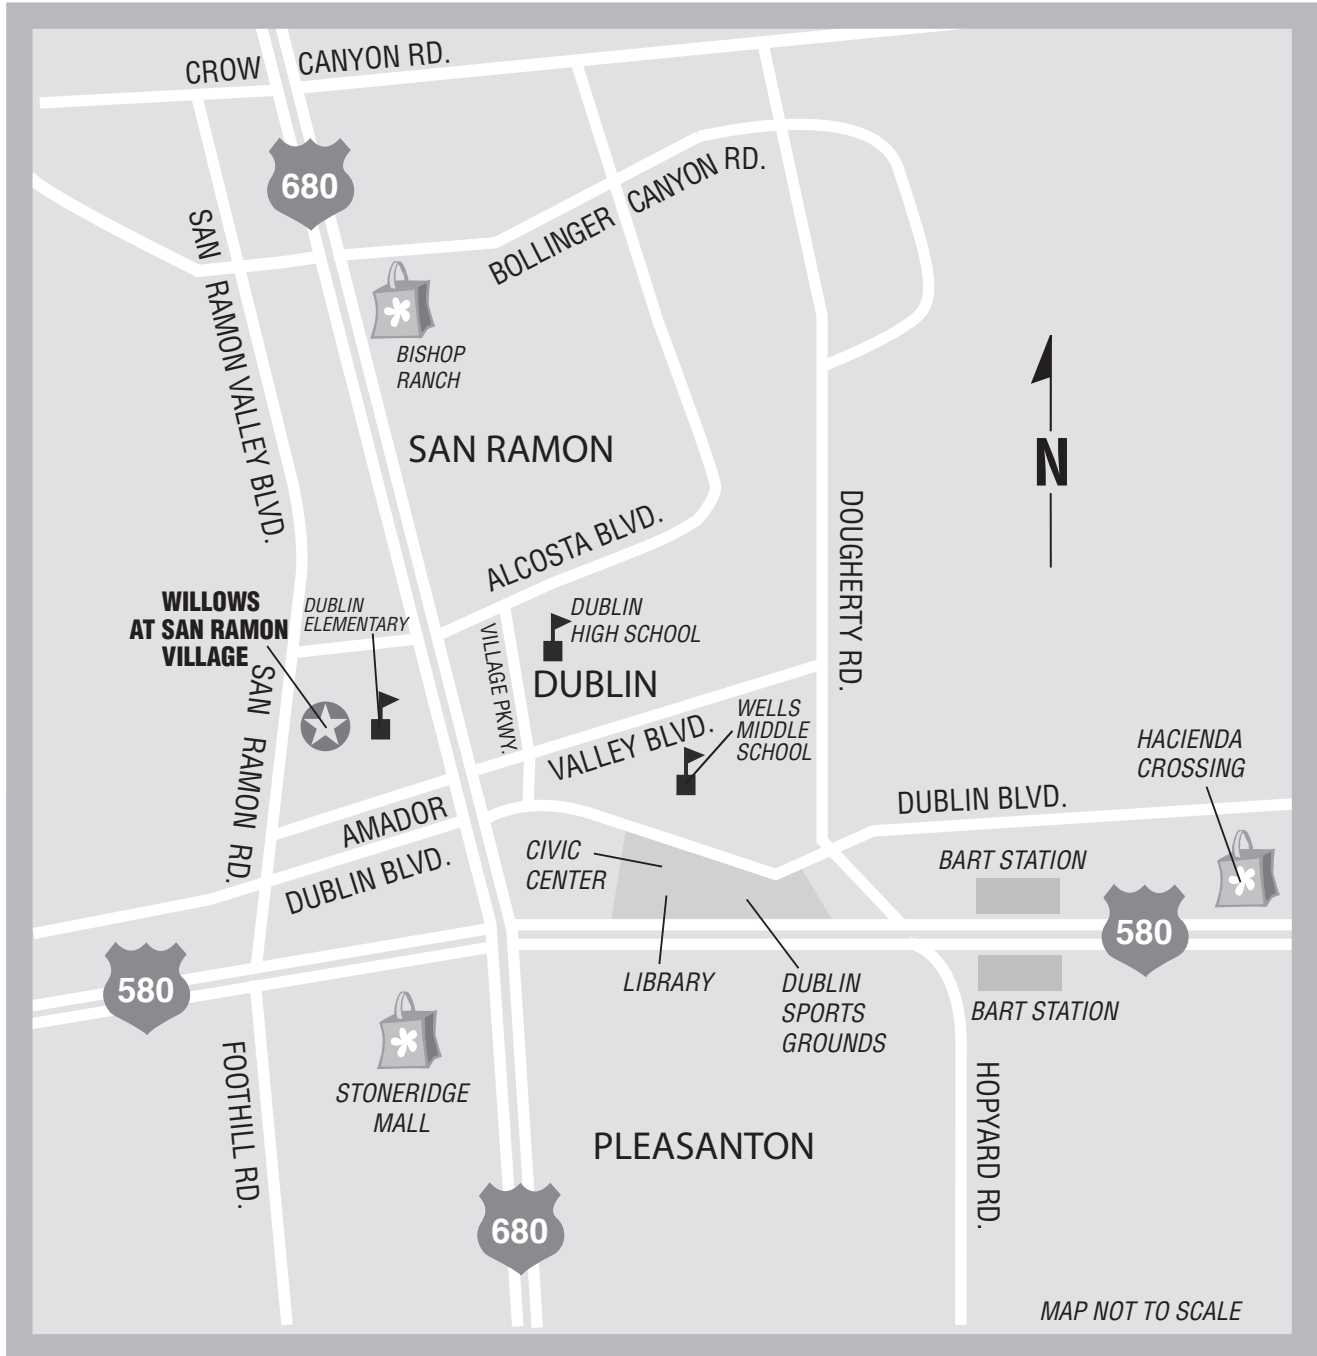 CROW CANYON RD.
680
SAN RAMON VALLEY BLVD.
BOLLINGER CANYON RD.
BISHOP
RANCH
SAN RAMON
N
ALCOSTA BLVD.
DOUGHERTY RD.
WILLOWS
AT SAN RAMON
VILLAGE
DUBLIN
ELEMENTARY
DUBLIN
HIGH SCHOOL
VILLAGE PKWY.
DUBLIN
SAN RAMON RD.
VALLEY BLVD.
WELLS
MIDDLE
SCHOOL
HACIENDA
CROSSING
AMADOR
DUBLIN BLVD.
DUBLIN BLVD.
CIVIC
CENTER
BART STATION
580
580
LIBRARY
DUBLIN
SPORTS
GROUNDS
BART STATION
FOOTHILL RD.
STONERIDGE
MALL
PLEASANTON
HOPYARD RD.
680
MAP NOT TO SCALE